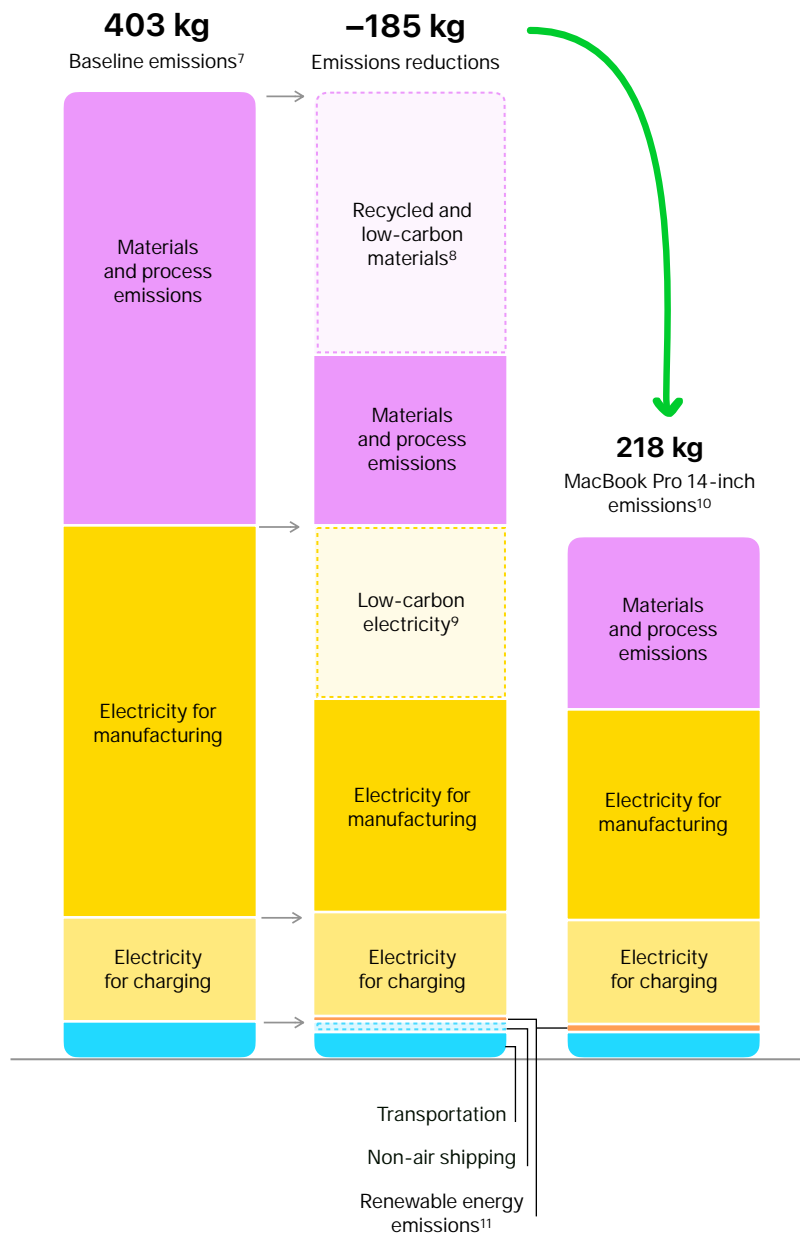 403 kg
Baseline emissions⁷
–185 kg
Emissions reductions
Materials
and process
emissions
Recycled and
low-carbon
materials⁸
Materials
and process
emissions
218 kg
MacBook Pro 14-inch
emissions¹⁰
Electricity for
manufacturing
Low-carbon
electricity⁹
Electricity for
manufacturing
Materials
and process
emissions
Electricity for
manufacturing
Electricity
for charging
Electricity
for charging
Electricity
for charging
Transportation
Non-air shipping
Renewable energy
emissions¹¹